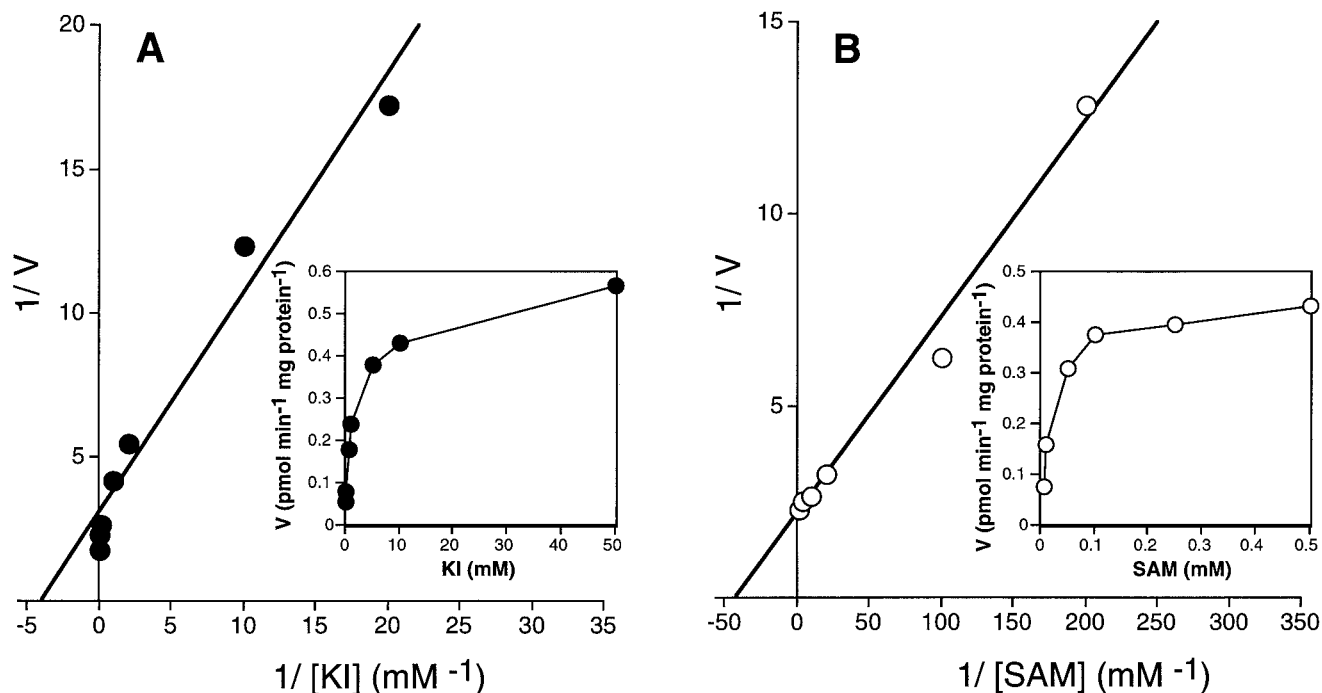 A
20
15
10
5
1/ V
-5 0 5 10 15 20 25 30 35
1/ [KI] (mM -1)
0.6
0.5
0.4
0.3
0.2
0.1
0
V (pmol min-1 mg protein-1)
0 10 20 30 40 50
KI (mM)
B
15
10
5
1/ V
-50 0 50 100 150 200 250 300 350
1/ [SAM] (mM -1)
0.5
0.4
0.3
0.2
0.1
0
V (pmol min-1 mg protein-1)
0 0.1 0.2 0.3 0.4 0.5
SAM (mM)